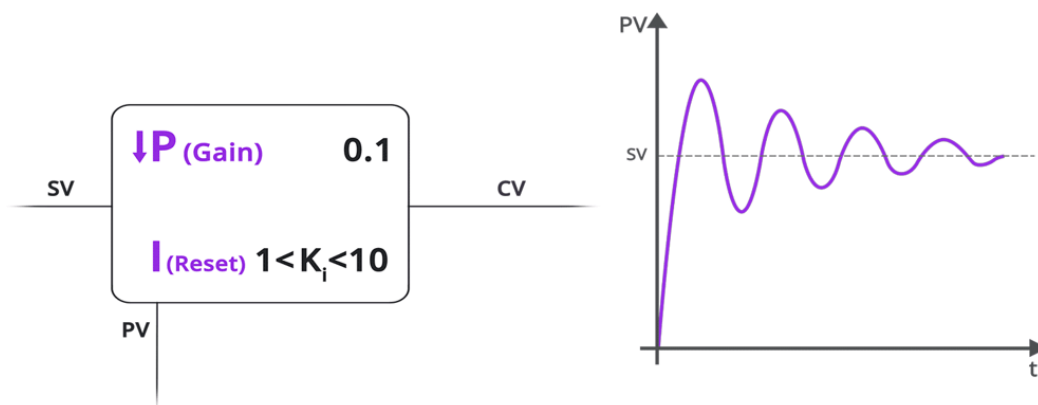 ↓P (Gain) 0.1
SV
CV
I (Reset) 1<Ki<10
PV
PV
SV
t